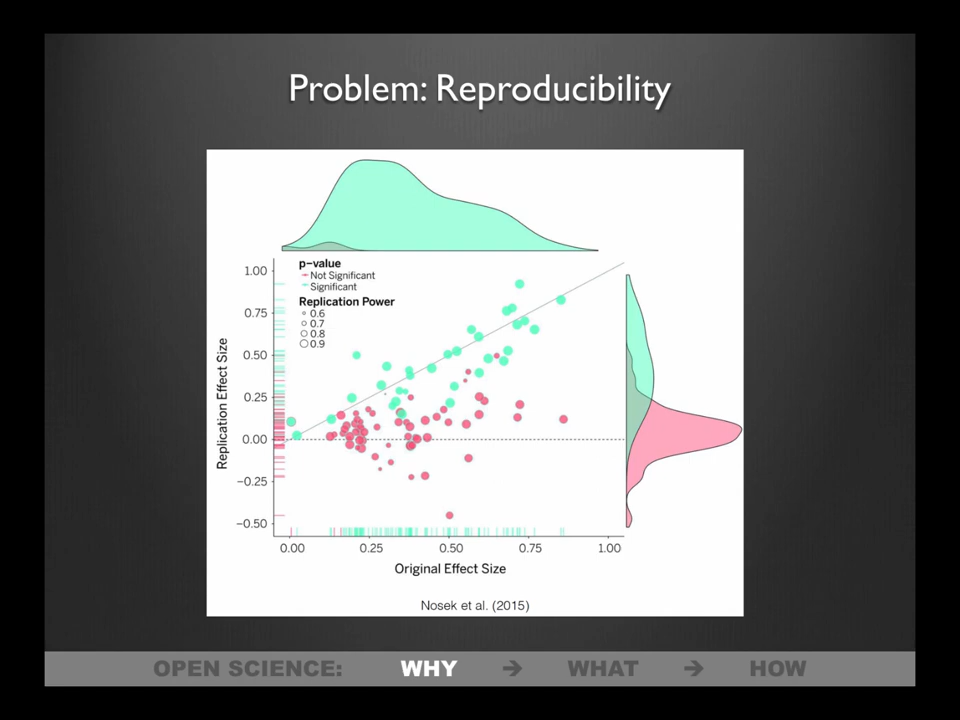 Problem: Reproducibility
p-value
Not Significant
Significant
Replication Power
0.6
0.7
0.8
0.9
1.00
0.75
0.50
0.25
0.00
−0.25
−0.50
Replication Effect Size
0.00 0.25 0.50 0.75 1.00
Original Effect Size
Nosek et al. (2015)
OPEN SCIENCE: WHY → WHAT → HOW